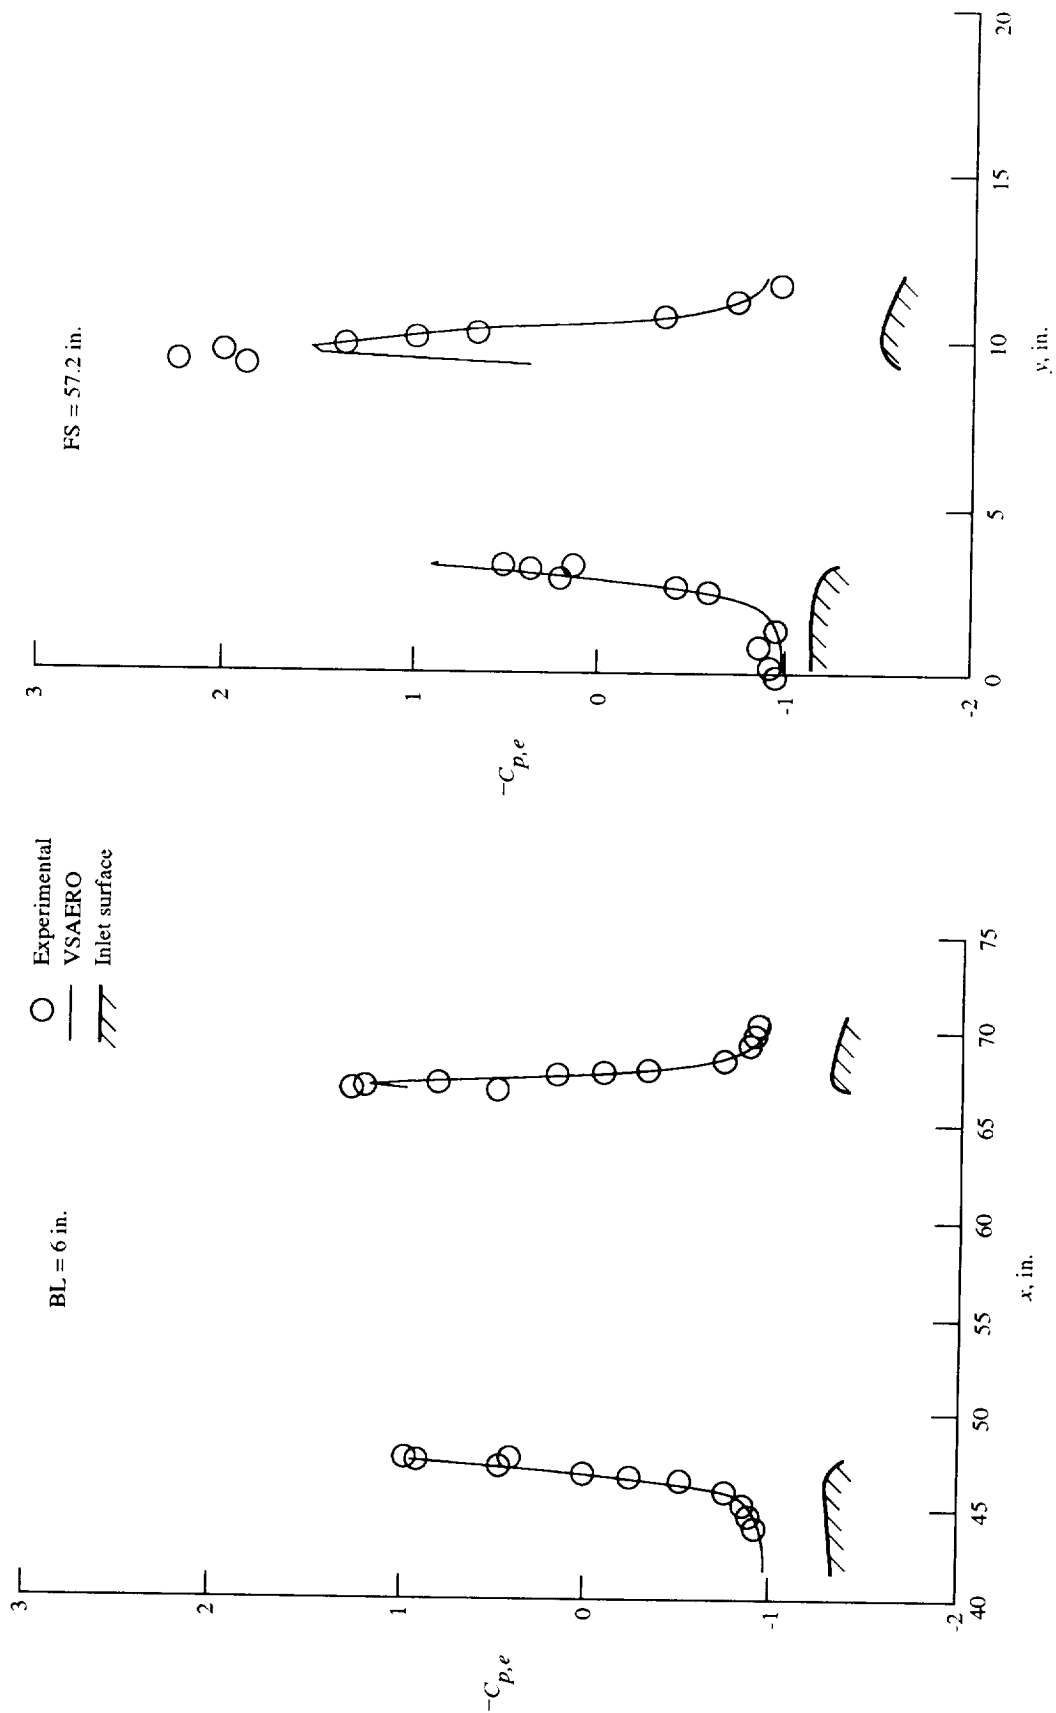 Experimental
VSAERO
Inlet surface
BL = 6 in.
3
2
1
0
-1
-2
−C p,e
40
45
50
55
60
65
70
75
x, in.
FS = 57.2 in.
3
2
1
0
-1
-2
−C p,e
0
5
10
15
20
y, in.